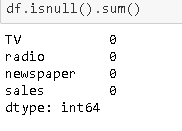 df.isnull().sum()
TV 0
radio 0
newspaper 0
sales 0
dtype: int64